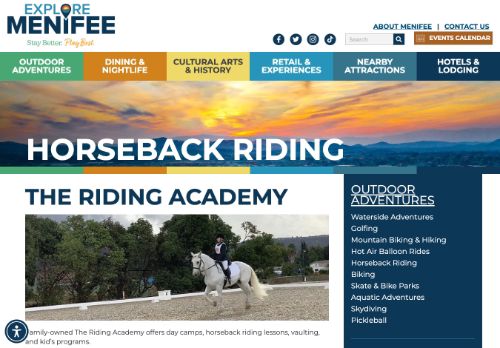 EXPLORE
MENIFEE
Stay Better. Play Best.
ABOUT MENIFEE | CONTACT US
Search
EVENTS CALENDAR
OUTDOOR
ADVENTURES
DINING &
NIGHTLIFE
CULTURAL ARTS
& HISTORY
RETAIL &
EXPERIENCES
NEARBY
ATTRACTIONS
HOTELS &
LODGING
HORSEBACK RIDING
THE RIDING ACADEMY
Family-owned The Riding Academy offers day camps, horseback riding lessons, vaulting,
and kid's programs.
OUTDOOR
ADVENTURES
Waterside Adventures
Golfing
Mountain Biking & Hiking
Hot Air Balloon Rides
Horseback Riding
Biking
Skate & Bike Parks
Aquatic Adventures
Skydiving
Pickleball